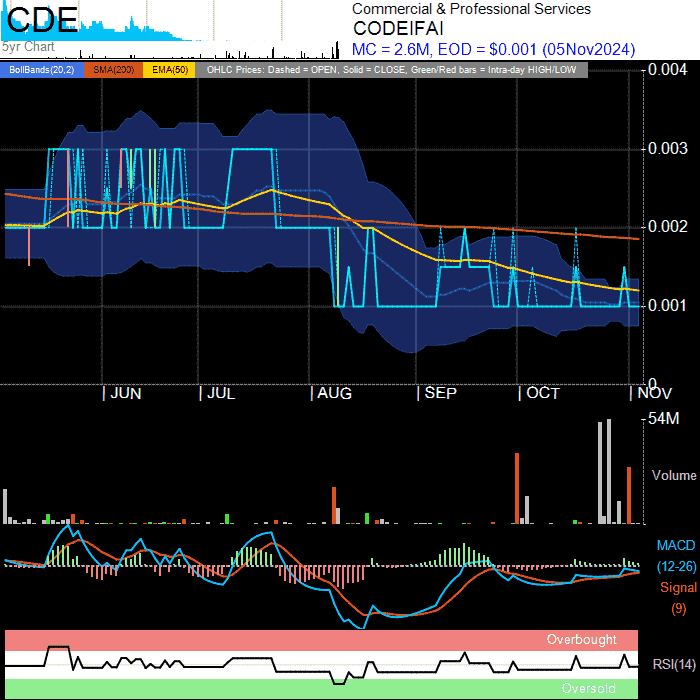 CDE
5yr Chart
Commercial & Professional Services
CODEIFAI
MC = 2.6M, EOD = $0.001 (05Nov2024)
BollBands(20,2) SMA(200) EMA(50) OHLC Prices: Dashed = OPEN, Solid = CLOSE, Green/Red bars = Intra-day HIGH/LOW
0.004
0.003
0.002
0.001
0
JUN JUL AUG SEP OCT NOV
54M
Volume
MACD
(12-26)
Signal
(9)
Overbought
RSI(14)
Oversold